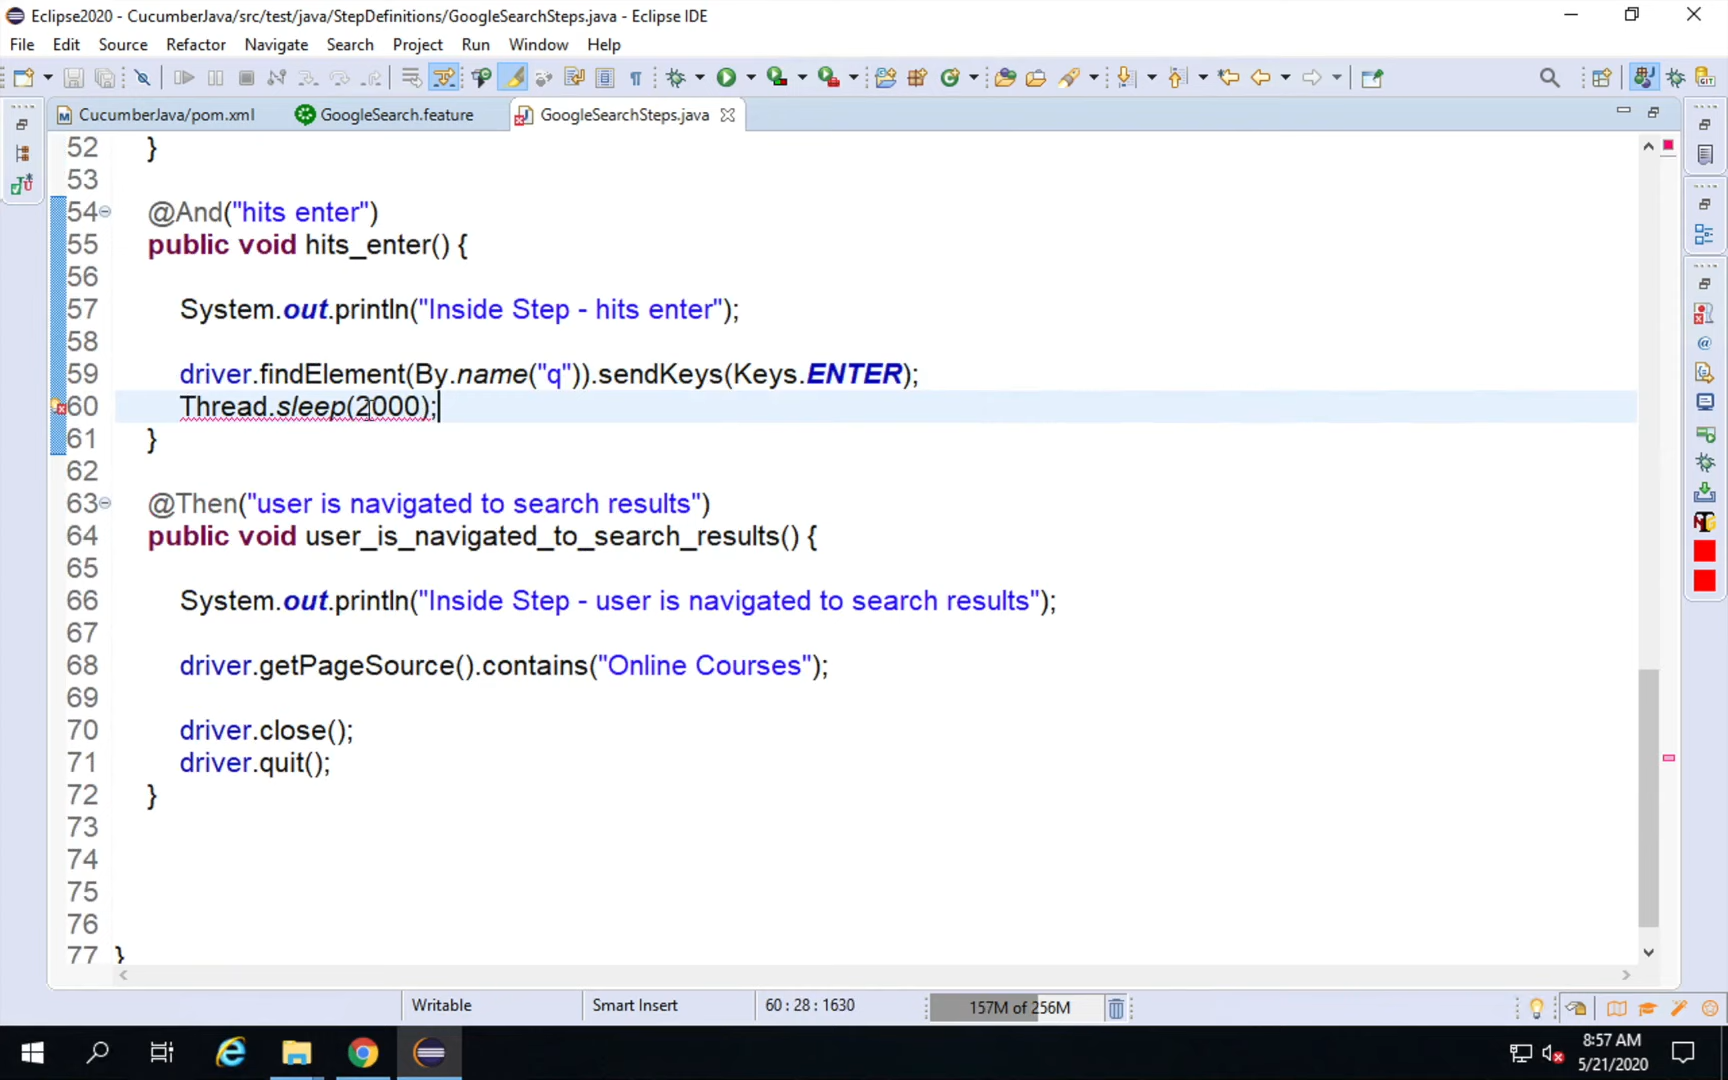 Eclipse2020 - CucumberJava/src/test/java/StepDefinitions/GoogleSearchSteps.java - Eclipse IDE
File Edit Source Refactor Navigate Search Project Run Window Help
CucumberJava/pom.xml GoogleSearch.feature GoogleSearchSteps.java
52 }
53
54 @And("hits enter")
55 public void hits_enter() {
56
57 System.out.println("Inside Step - hits enter");
58
59 driver.findElement(By.name("q")).sendKeys(Keys.ENTER);
60 Thread.sleep(2000);
61 }
62
63 @Then("user is navigated to search results")
64 public void user_is_navigated_to_search_results() {
65
66 System.out.println("Inside Step - user is navigated to search results");
67
68 driver.getPageSource().contains("Online Courses");
69
70 driver.close();
71 driver.quit();
72 }
73
74
75
76
77 }
Writable Smart Insert 60 : 28 : 1630 157M of 256M
8:57 AM
5/21/2020